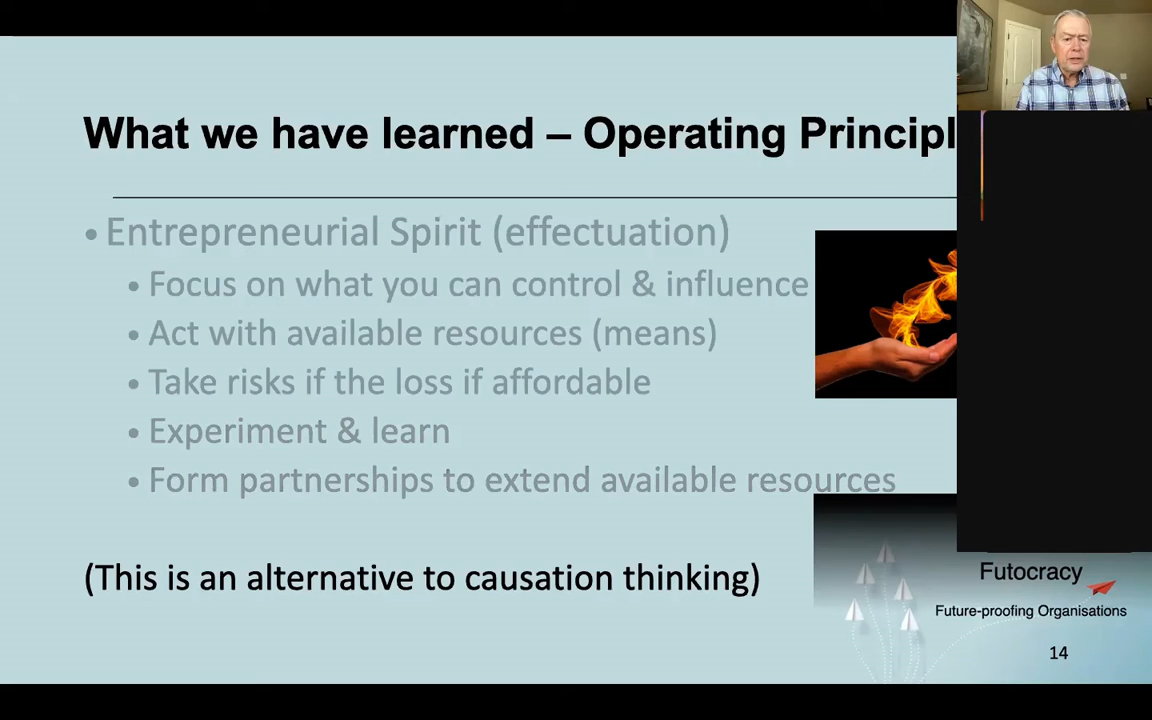 What we have learned – Operating Principl
• Entrepreneurial Spirit (effectuation)
• Focus on what you can control & influence
• Act with available resources (means)
• Take risks if the loss if affordable
• Experiment & learn
• Form partnerships to extend available resources
(This is an alternative to causation thinking)
Futocracy
Future-proofing Organisations
14